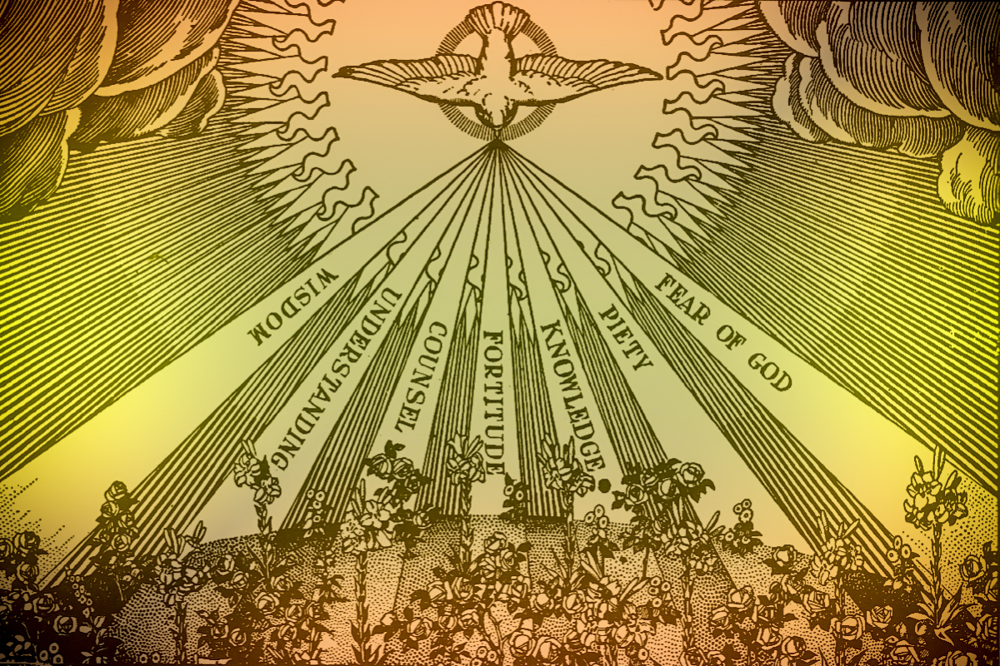 WISDOM
UNDERSTANDING
COUNSEL
FORTITUDE
KNOWLEDGE
PIETY
FEAR OF GOD